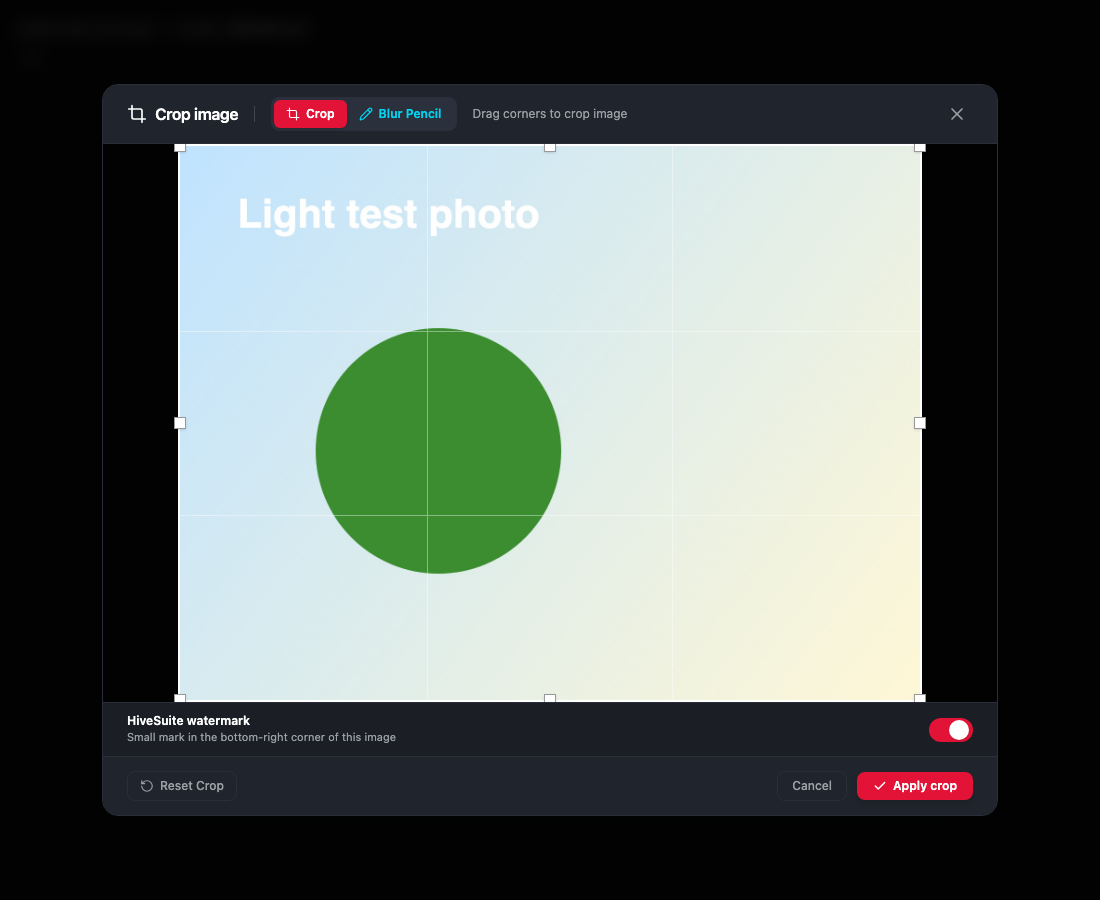 Crop image
Crop
Blur Pencil
Drag corners to crop image
Light test photo
HiveSuite watermark
Small mark in the bottom-right corner of this image
Reset Crop
Cancel
Apply crop